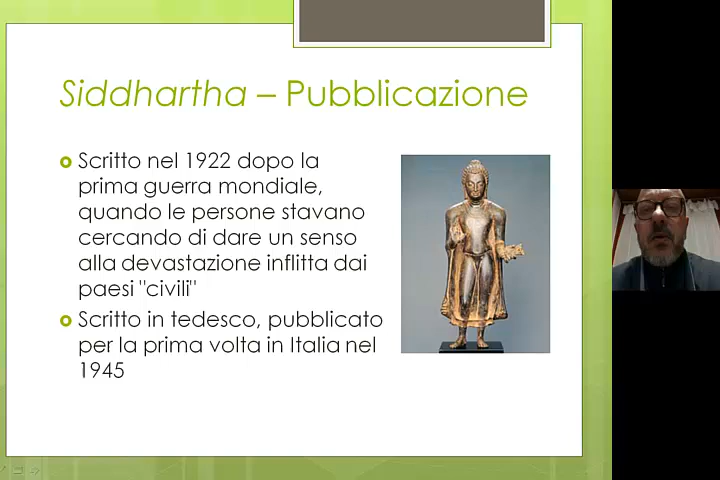 Siddhartha – Pubblicazione
Scritto nel 1922 dopo la
prima guerra mondiale,
quando le persone stavano
cercando di dare un senso
alla devastazione inflitta dai
paesi "civili"
Scritto in tedesco, pubblicato
per la prima volta in Italia nel
1945